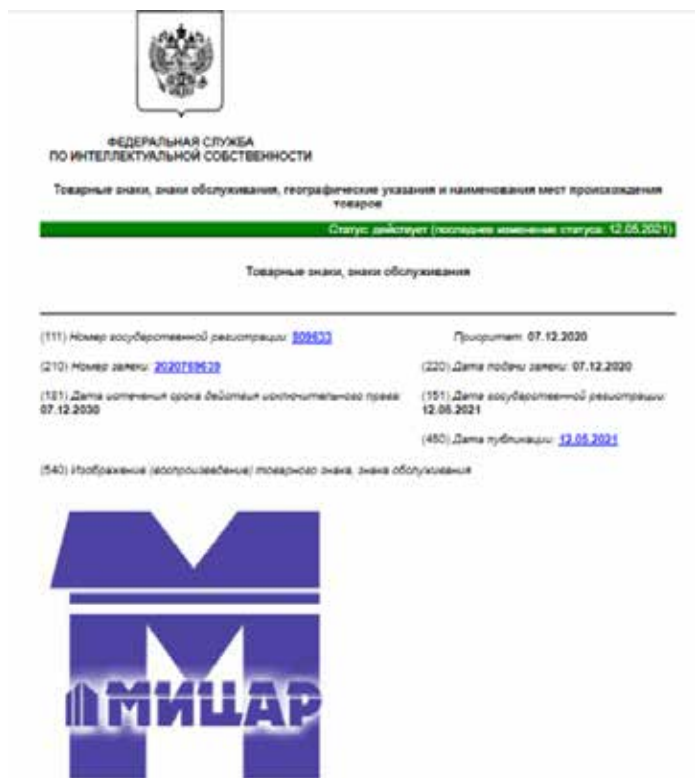 ФЕДЕРАЛЬНАЯ СЛУЖБА
ПО ИНТЕЛЛЕКТУАЛЬНОЙ СОБСТВЕННОСТИ
Товарные знаки, знаки обслуживания, географические указания и наименования мест происхождения
товаров
Статус: действует (последнее изменение статуса: 12.05.2021)
Товарные знаки, знаки обслуживания
(111) Номер государственной регистрации:
Приоритет: 07.12.2020
(210) Номер заявки: 2020769639
(220) Дата подачи заявки: 07.12.2020
(181) Дата истечения срока действия исключительного права:
07.12.2030
(151) Дата государственной регистрации:
12.05.2021
(450) Дата публикации: 12.05.2021
(540) Изображение (воспроизведение) товарного знака, знака обслуживания
МИЦАР